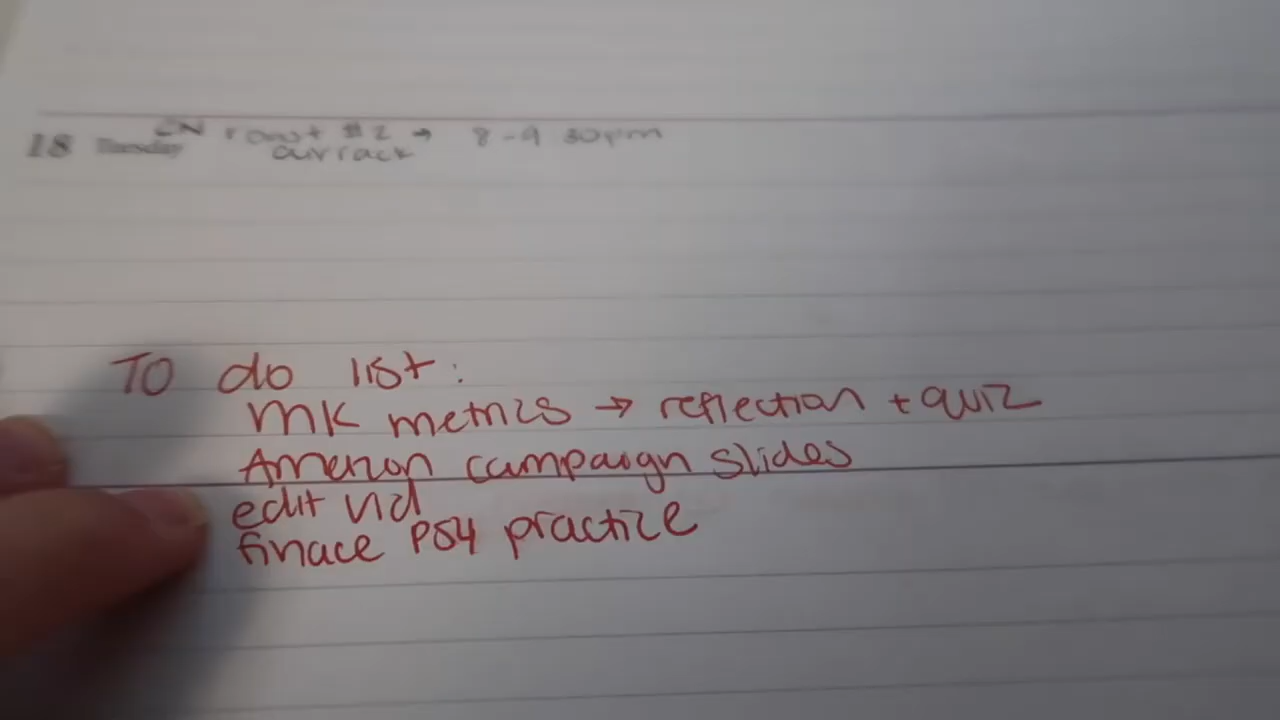 18 Tuesday #2 → 8-9 30pm
To do list:
MK metrics → reflection + quiz
Amazon campaign slides
edit vid
finace PS4 practice